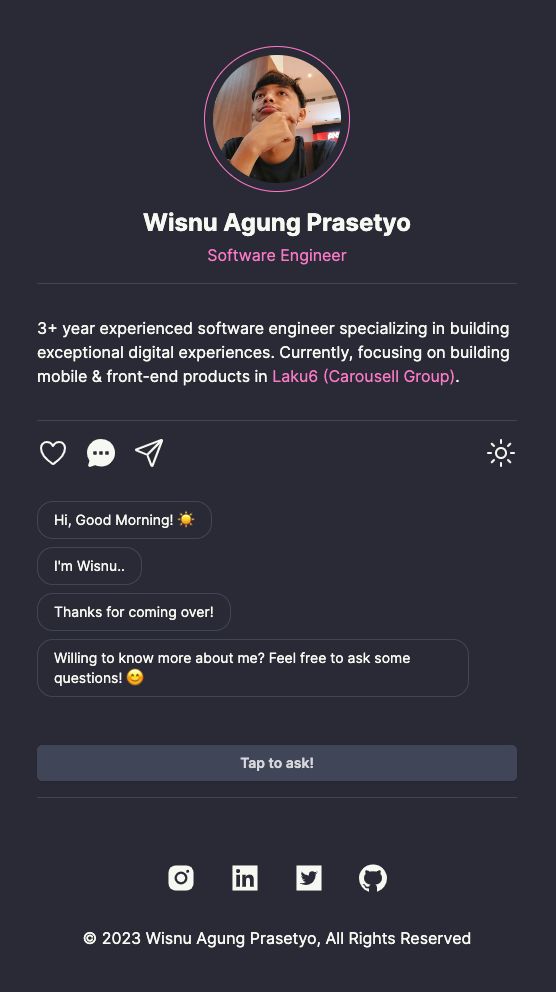 Wisnu Agung Prasetyo
Software Engineer
3+ year experienced software engineer specializing in building
exceptional digital experiences. Currently, focusing on building
mobile & front-end products in Laku6 (Carousell Group).
Hi, Good Morning! ☀️
I'm Wisnu..
Thanks for coming over!
Willing to know more about me? Feel free to ask some
questions! 😊
Tap to ask!
© 2023 Wisnu Agung Prasetyo, All Rights Reserved